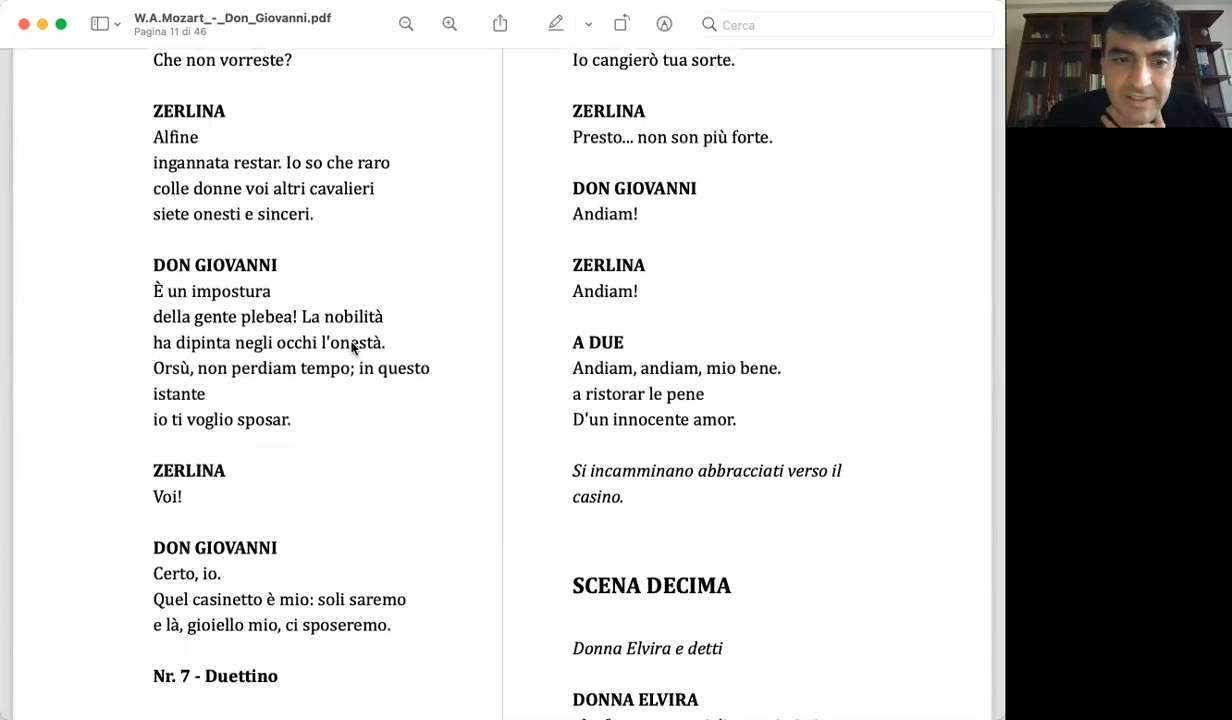 W.A.Mozart_-_Don_Giovanni.pdf
Pagina 11 di 46
Cerca
Che non vorreste?
ZERLINA
Alfine
ingannata restar. Io so che raro
colle donne voi altri cavalieri
siete onesti e sinceri.
DON GIOVANNI
È un impostura
della gente plebea! La nobilità
ha dipinta negli occhi l'onestà.
Orsù, non perdiam tempo; in questo
istante
io ti voglio sposar.
ZERLINA
Voi!
DON GIOVANNI
Certo, io.
Quel casinetto è mio: soli saremo
e là, gioiello mio, ci sposeremo.
Nr. 7 - Duettino
Io cangierò tua sorte.
ZERLINA
Presto... non son più forte.
DON GIOVANNI
Andiam!
ZERLINA
Andiam!
A DUE
Andiam, andiam, mio bene.
a ristorar le pene
D'un innocente amor.
Si incamminano abbracciati verso il
casino.
SCENA DECIMA
Donna Elvira e detti
DONNA ELVIRA